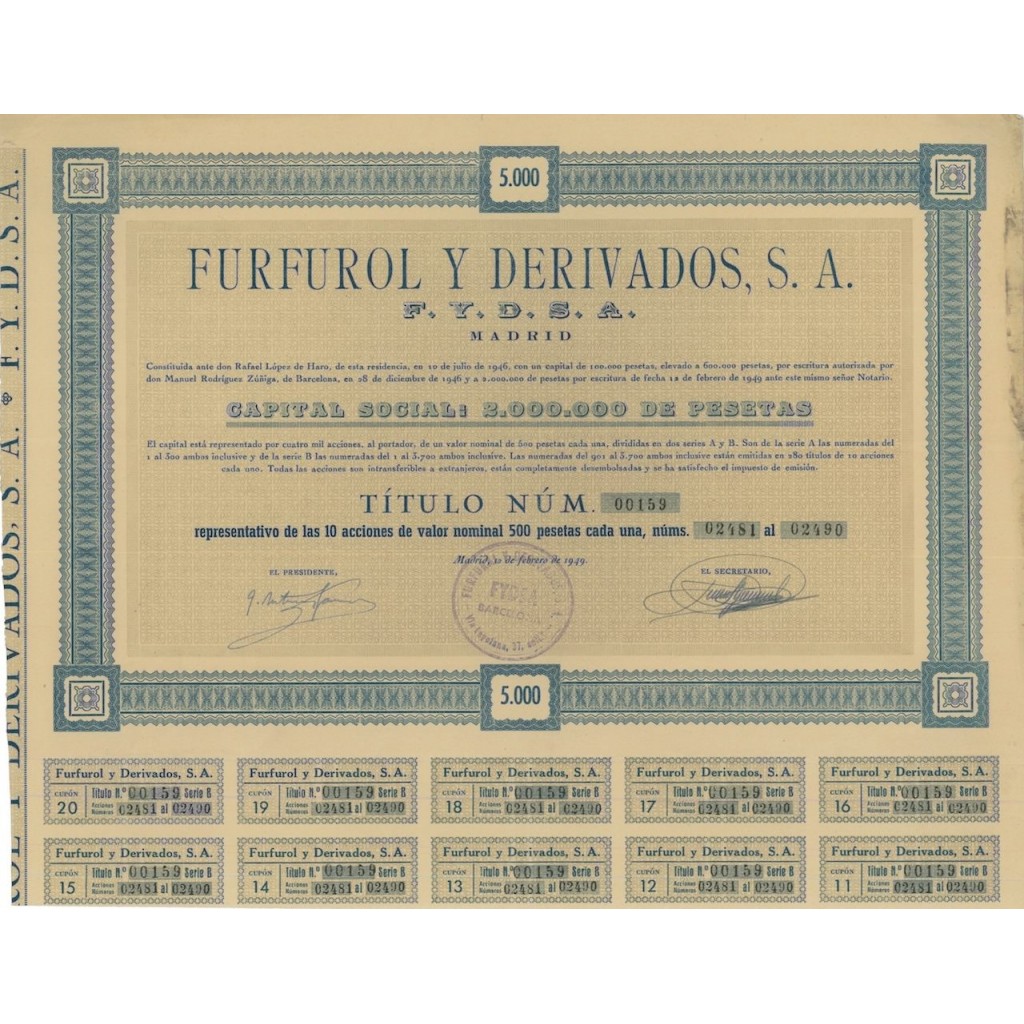 5.000
FURFUROL Y DERIVADOS, S. A.
F. Y. D. S. A.
MADRID
Constituída ante don Rafael López de Haro, de esta residencia, en 10 de julio de 1946, con un capital de 100.000 pesetas, elevado a 600.000 pesetas, por escritura autorizada por
don Manuel Rodríguez Zúñiga, de Barcelona, en 28 de diciembre de 1946 y a 2.000.000 de pesetas por escritura de fecha 12 de febrero de 1949 ante este mismo señor Notario.
CAPITAL SOCIAL: 2.000.000 DE PESETAS
El capital está representado por cuatro mil acciones, al portador, de un valor nominal de 500 pesetas cada una, divididas en dos series A y B. Son de la serie A las numeradas del
1 al 300 ambos inclusive y de la serie B las numeradas del 1 al 3.700 ambos inclusive. Las numeradas del 901 al 3.700 ambos inclusive están emitidas en 280 títulos de 10 acciones
cada uno. Todas las acciones son intransferibles a extranjeros, están completamente desembolsadas y se ha satisfecho el impuesto de emisión.
TÍTULO NÚM. 00159
representativo de las 10 acciones de valor nominal 500 pesetas cada una, núms. 02481 al 02490
Madrid, 12 de febrero de 1949.
EL PRESIDENTE,
EL SECRETARIO,
FYDSA
BARCELONA
Vía Layetana, 37,
5.000
DERIVADOS, S. A. F. Y. D. S. A.
Furfurol y Derivados, S. A.
CUPÓN 20 Título N.º 00159 Serie B
Acciones Números 02481 al 02490
Furfurol y Derivados, S. A.
CUPÓN 19 Título N.º 00159 Serie B
Acciones Números 02481 al 02490
Furfurol y Derivados, S. A.
CUPÓN 18 Título N.º 00159 Serie B
Acciones Números 02481 al 02490
Furfurol y Derivados, S. A.
CUPÓN 17 Título N.º 00159 Serie B
Acciones Números 02481 al 02490
Furfurol y Derivados, S. A.
CUPÓN 16 Título N.º 00159 Serie B
Acciones Números 02481 al 02490
Furfurol y Derivados, S. A.
CUPÓN 15 Título N.º 00159 Serie B
Acciones Números 02481 al 02490
Furfurol y Derivados, S. A.
CUPÓN 14 Título N.º 00159 Serie B
Acciones Números 02481 al 02490
Furfurol y Derivados, S. A.
CUPÓN 13 Título N.º 00159 Serie B
Acciones Números 02481 al 02490
Furfurol y Derivados, S. A.
CUPÓN 12 Título N.º 00159 Serie B
Acciones Números 02481 al 02490
Furfurol y Derivados, S. A.
CUPÓN 11 Título N.º 00159 Serie B
Acciones Números 02481 al 02490